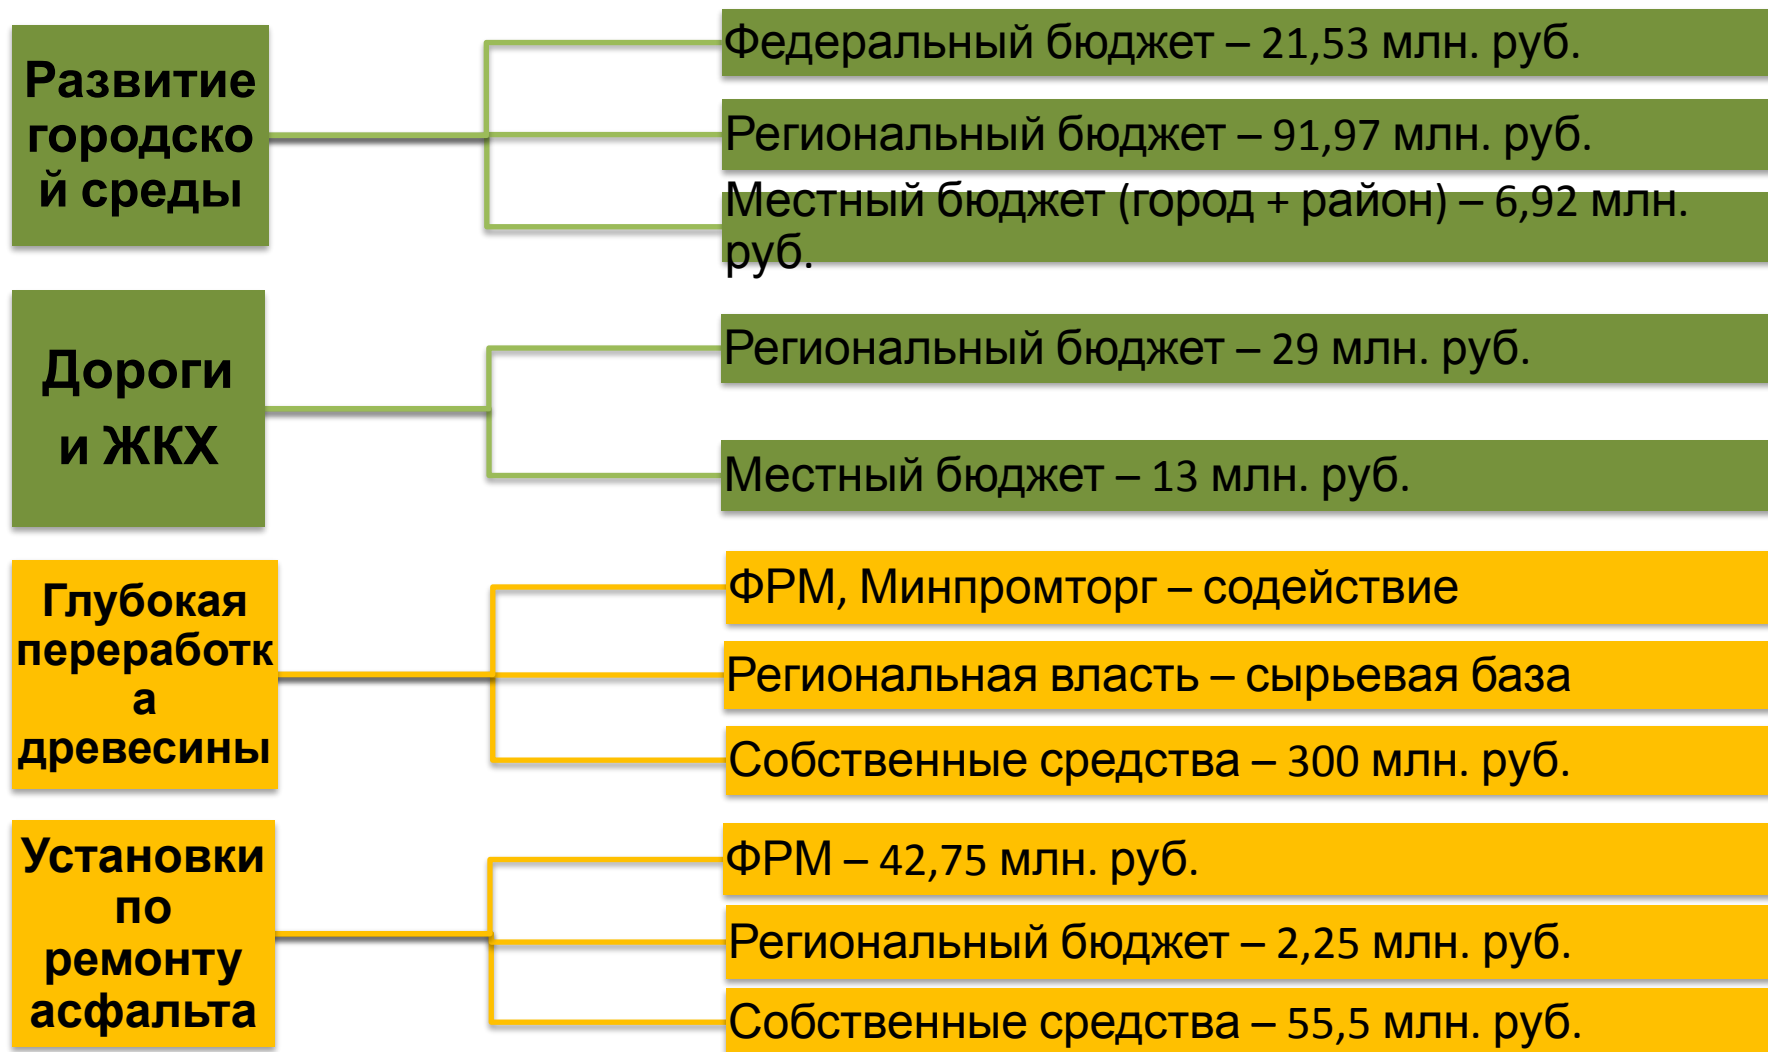 Развитие
городско
й среды
Федеральный бюджет – 21,53 млн. руб.
Региональный бюджет – 91,97 млн. руб.
Местный бюджет (город + район) – 6,92 млн.
руб.
Дороги
и ЖКХ
Региональный бюджет – 29 млн. руб.
Местный бюджет – 13 млн. руб.
Глубокая
переработк
а
древесины
ФРМ, Минпромторг – содействие
Региональная власть – сырьевая база
Собственные средства – 300 млн. руб.
Установки
по
ремонту
асфальта
ФРМ – 42,75 млн. руб.
Региональный бюджет – 2,25 млн. руб.
Собственные средства – 55,5 млн. руб.